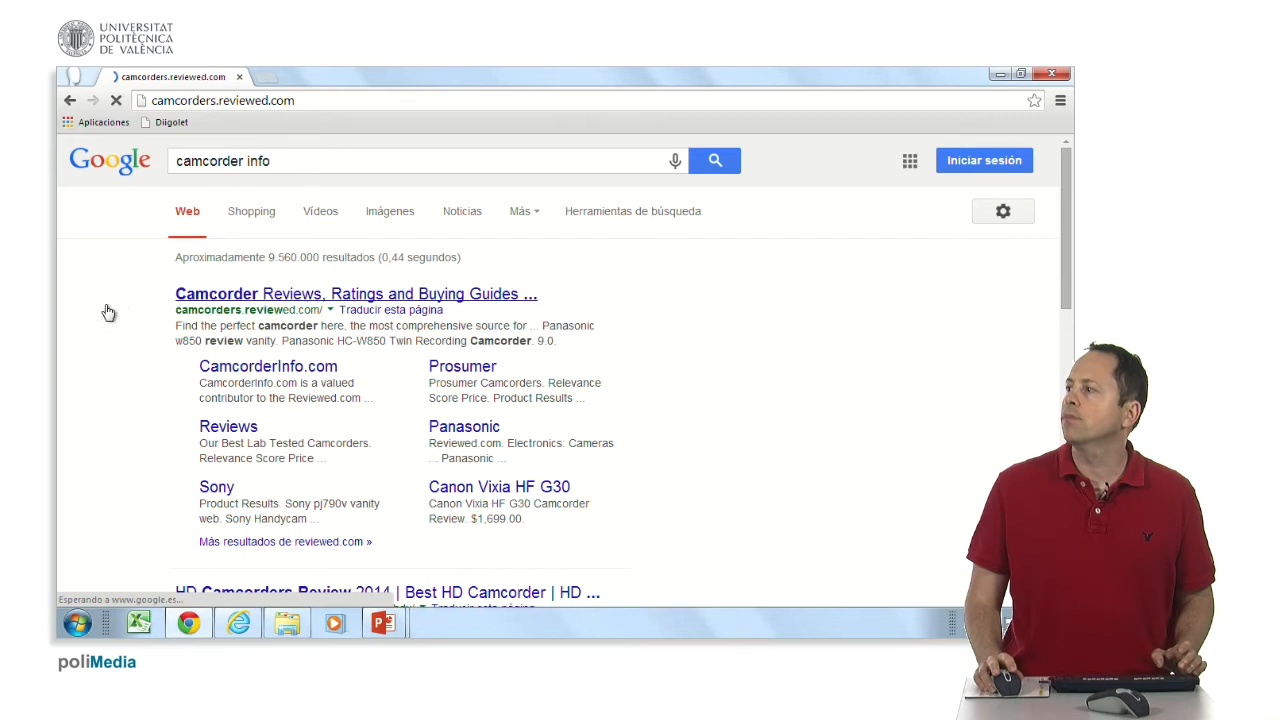 UNIVERSITAT
POLITÈCNICA
DE VALÈNCIA
camcorders.reviewed.com
camcorders.reviewed.com
Aplicaciones Diigolet
Google camcorder info Iniciar sesión
Web Shopping Vídeos Imágenes Noticias Más Herramientas de búsqueda
Aproximadamente 9.560.000 resultados (0,44 segundos)
Camcorder Reviews, Ratings and Buying Guides ...
camcorders.reviewed.com/ Traducir esta página
Find the perfect camcorder here, the most comprehensive source for ... Panasonic
w850 review vanity. Panasonic HC-W850 Twin Recording Camcorder. 9.0.
CamcorderInfo.com
CamcorderInfo.com is a valued
contributor to the Reviewed.com ...
Prosumer
Prosumer Camcorders. Relevance
Score Price. Product Results ...
Reviews
Our Best Lab Tested Camcorders.
Relevance Score Price ...
Panasonic
Reviewed.com. Electronics: Cameras
... Panasonic ...
Sony
Product Results. Sony pj790v vanity
web. Sony Handycam ...
Canon Vixia HF G30
Canon Vixia HF G30 Camcorder
Review. $1,699.00.
Más resultados de reviewed.com »
HD Camcorders Review 2014 | Best HD Camcorder | HD ...
Traducir esta página
Esperando a www.google.es...
poliMedia